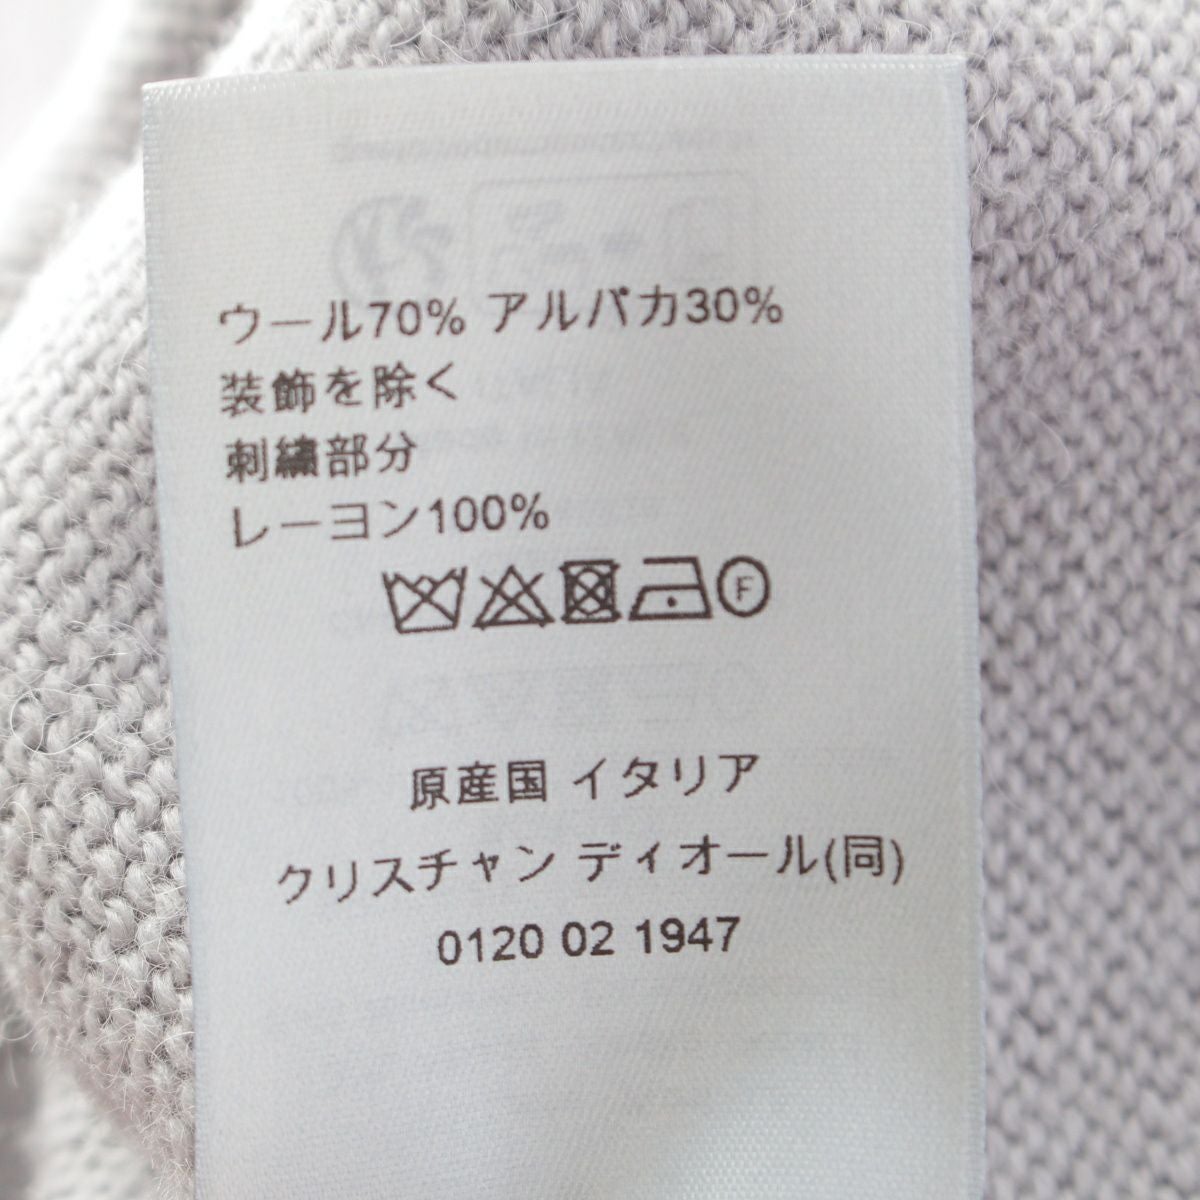 ウール70% アルパカ30%
装飾を除く
刺繍部分
レーヨン100%
F
原産国 イタリア
クリスチャン ディオール(同)
0120 02 1947